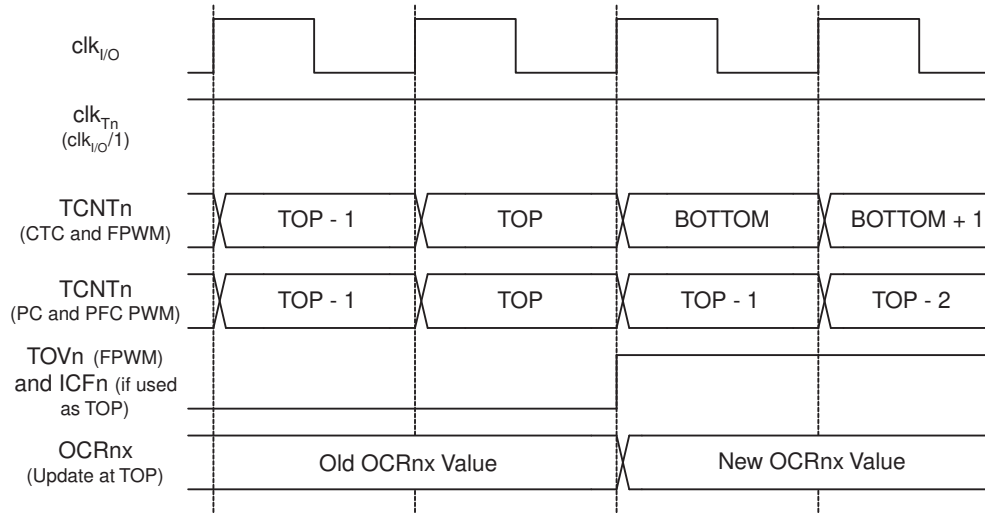 clkI/O
clkTn
(clkI/O/1)
TCNTn
(CTC and FPWM)
TOP - 1
TOP
BOTTOM
BOTTOM + 1
TCNTn
(PC and PFC PWM)
TOP - 1
TOP
TOP - 1
TOP - 2
TOVn (FPWM)
and ICFn (if used
as TOP)
OCRnx
(Update at TOP)
Old OCRnx Value
New OCRnx Value